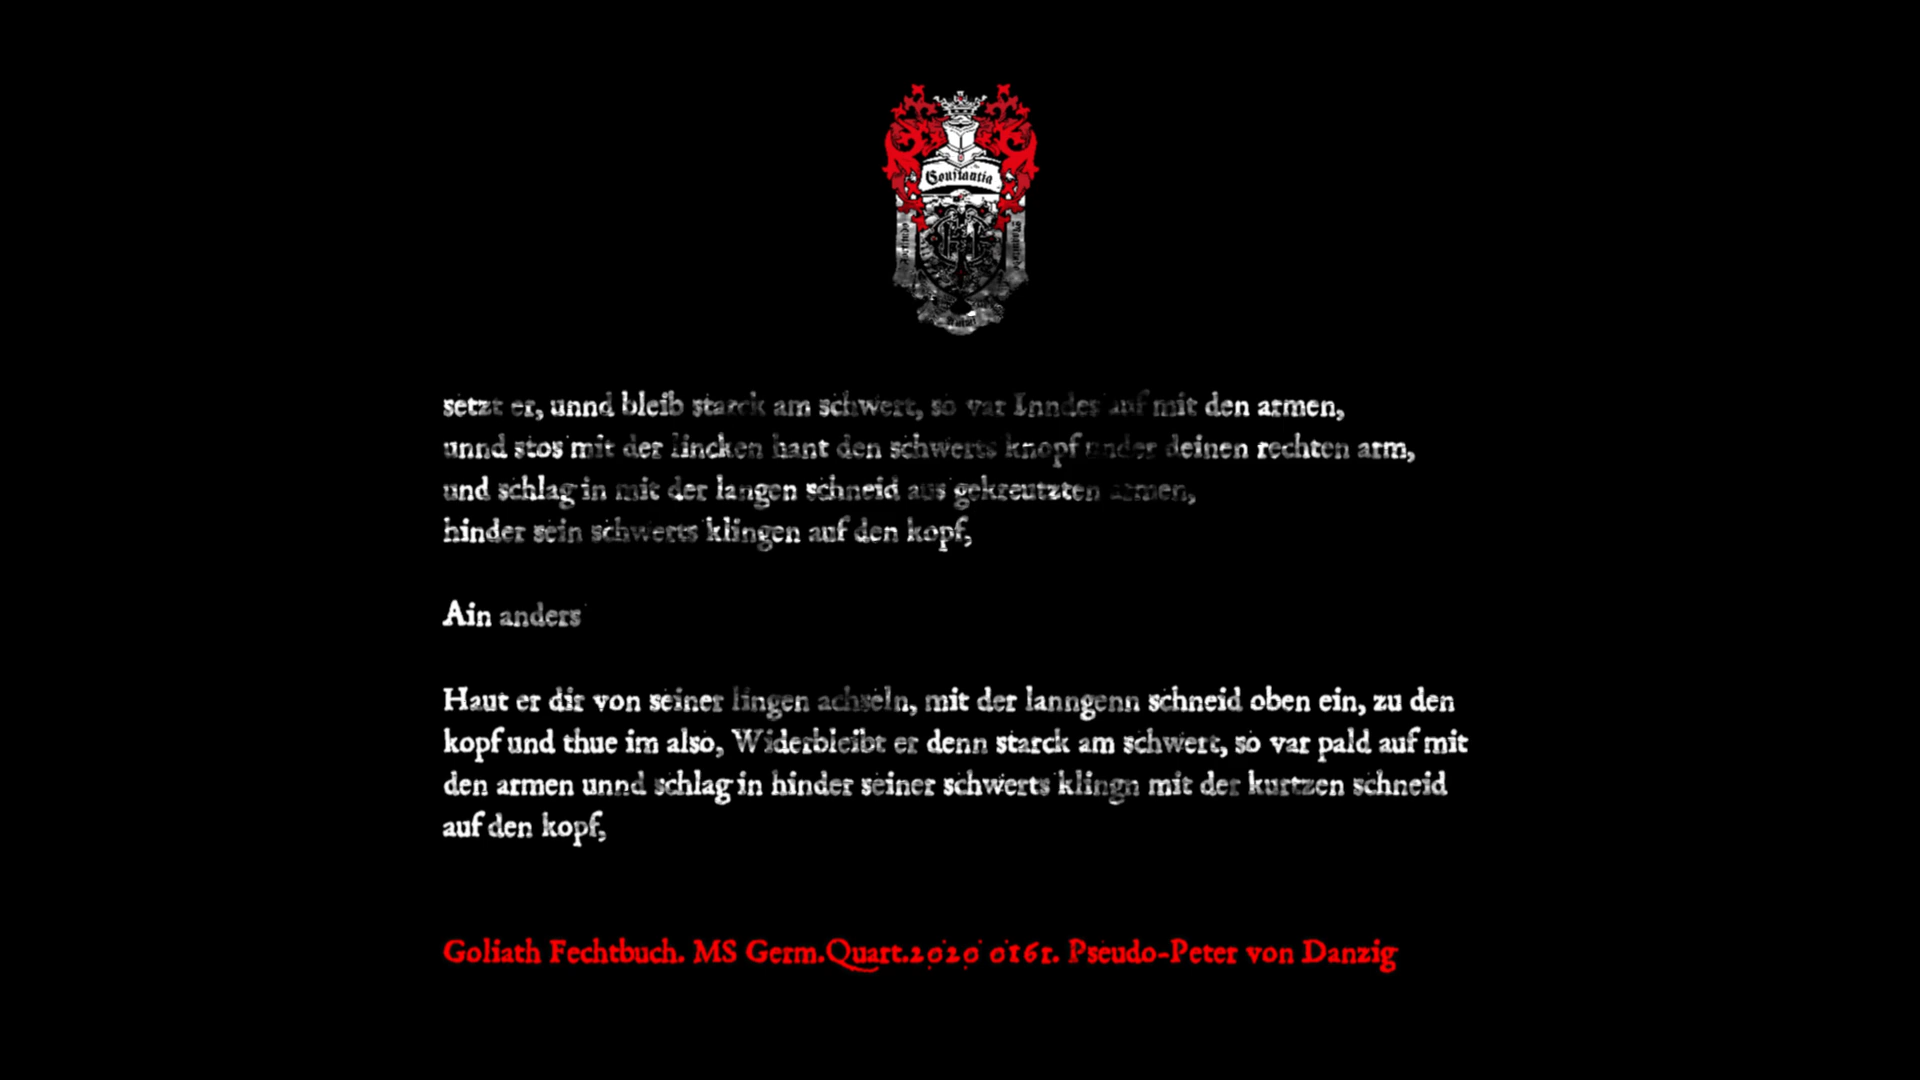 Constantia
setzt er, unnd bleib starck am schwert, so var Inndes auf mit den armen,
unnd stos mit der lincken hant den schwerts knopf under deinen rechten arm,
und schlag in mit der langen schneid aus gekreutzten armen,
hinder sein schwerts klingen auf den kopf,
Ain anders
Haut er dir von seiner lingen achseln, mit der lanngenn schneid oben ein, zu den
kopf und thue im also, Widerbleibt er denn starck am schwert, so var pald auf mit
den armen unnd schlag in hinder seiner schwerts klingn mit der kurtzen schneid
auf den kopf,
Goliath Fechtbuch. MS Germ.Quart.2020 016r. Pseudo-Peter von Danzig